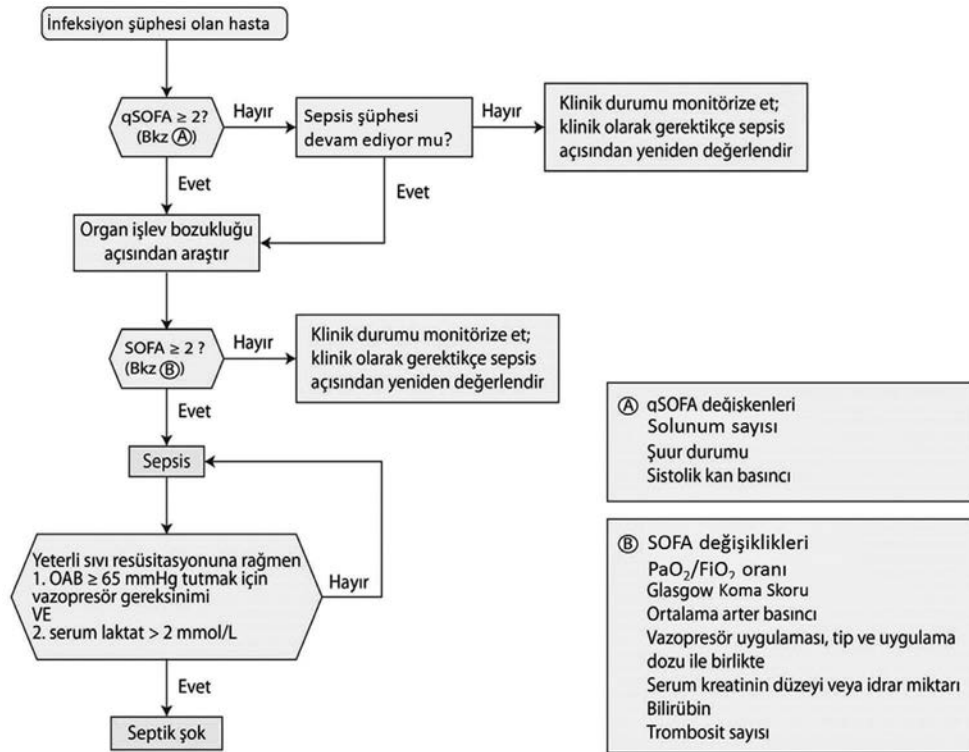 İnfeksiyon şüphesi olan hasta
qSOFA ≥ 2?
(Bkz Ⓐ)
Hayır
Sepsis şüphesi
devam ediyor mu?
Hayır
Klinik durumu monitörize et;
klinik olarak gerektikçe sepsis
açısından yeniden değerlendir
Evet
Evet
Organ işlev bozukluğu
açısından araştır
SOFA ≥ 2 ?
(Bkz Ⓑ)
Hayır
Klinik durumu monitörize et;
klinik olarak gerektikçe sepsis
açısından yeniden değerlendir
Evet
Sepsis
Yeterli sıvı resüsitasyonuna rağmen
1. OAB ≥ 65 mmHg tutmak için
vazopresör gereksinimi
VE
2. serum laktat > 2 mmol/L
Hayır
Evet
Septik şok
Ⓐ qSOFA değişkenleri
Solunum sayısı
Şuur durumu
Sistolik kan basıncı
Ⓑ SOFA değişiklikleri
PaO₂/FiO₂ oranı
Glasgow Koma Skoru
Ortalama arter basıncı
Vazopresör uygulaması, tip ve uygulama
dozu ile birlikte
Serum kreatinin düzeyi veya idrar miktarı
Bilirübin
Trombosit sayısı